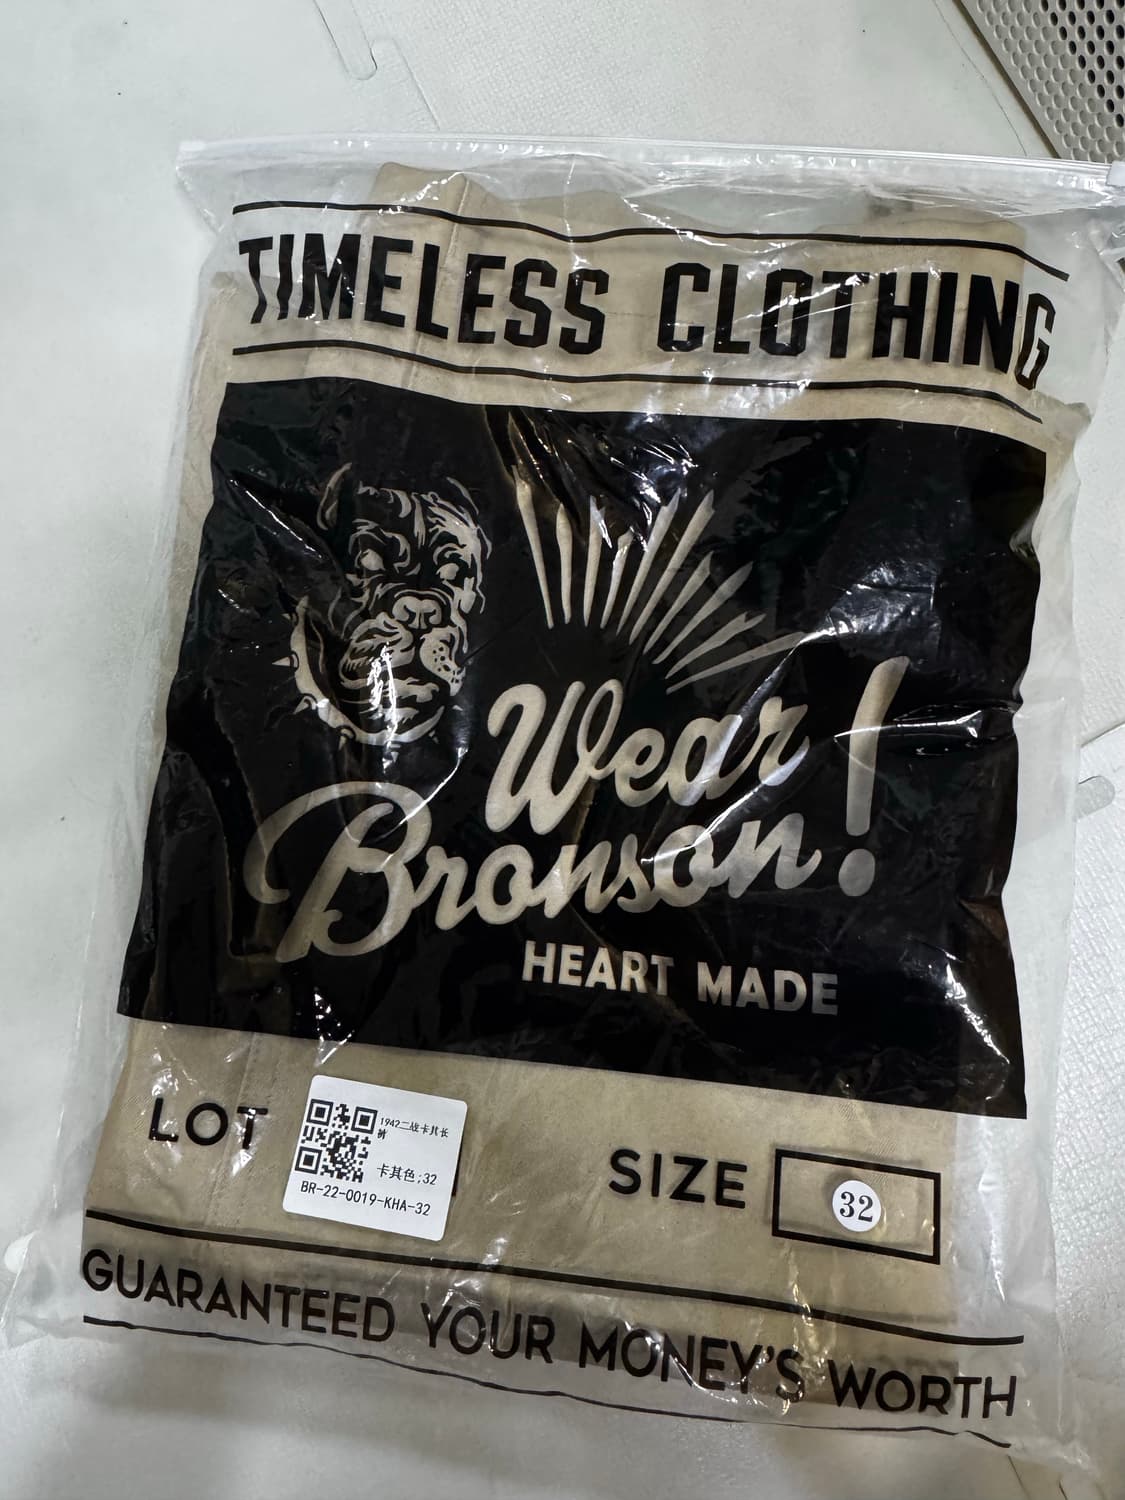 TIMELESS CLOTHING
Wear
Bronson!
HEART MADE
LOT
1942二战卡其长
裤
卡其色;32
BR-22-0019-KHA-32
SIZE
32
GUARANTEED YOUR MONEY'S WORTH